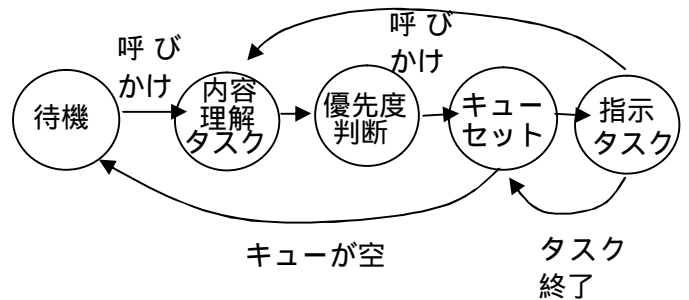 呼 び
かけ
呼 び
かけ
待機
内容
理解
タスク
優先度
判断
キュー
セット
指示
タスク
キューが空
タスク
終了